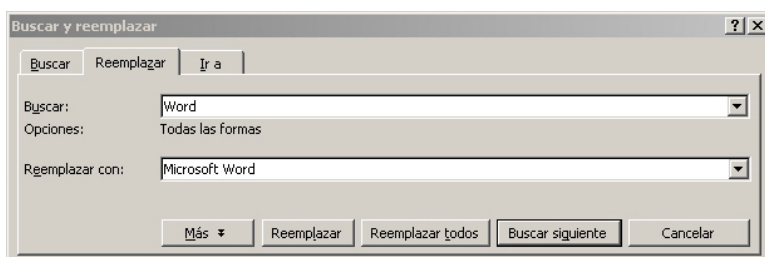 Buscar y reemplazar
Buscar Reemplazar Ir a
Buscar: Word
Opciones: Todas las formas
Reemplazar con: Microsoft Word
Más Reemplazar Reemplazar todos Buscar siguiente Cancelar